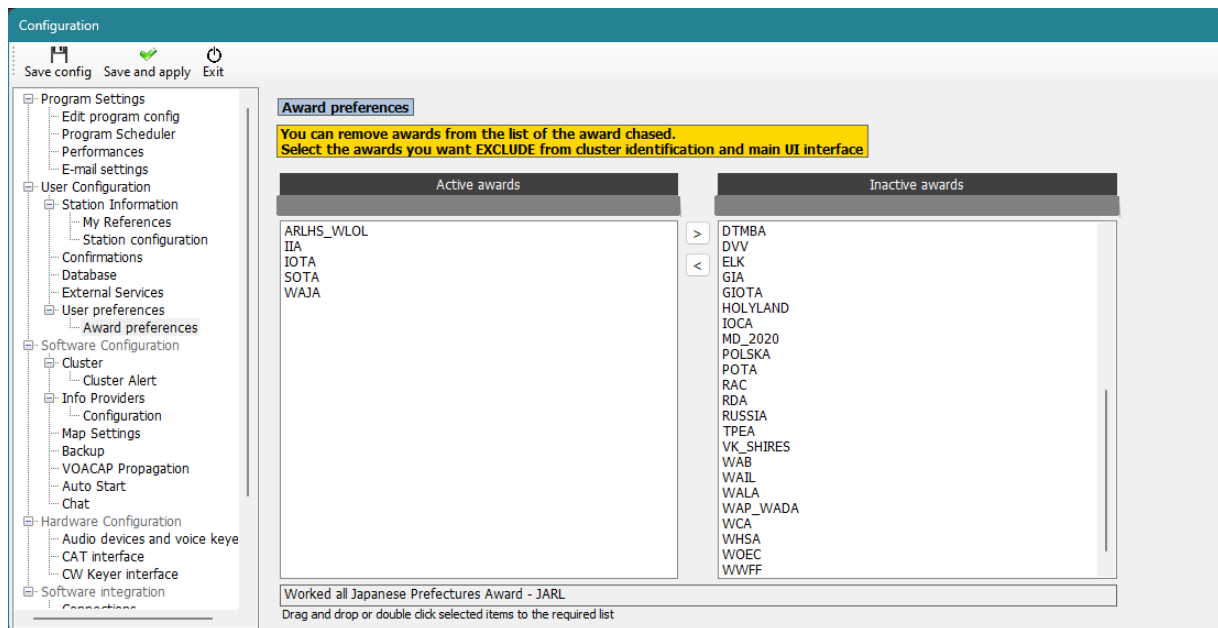 Configuration
Save config Save and apply Exit
Program Settings
Edit program config
Program Scheduler
Performances
E-mail settings
User Configuration
Station Information
My References
Station configuration
Confirmations
Database
External Services
User preferences
Award preferences
Software Configuration
Cluster
Cluster Alert
Info Providers
Configuration
Map Settings
Backup
VOACAP Propagation
Auto Start
Chat
Hardware Configuration
Audio devices and voice keye
CAT interface
CW Keyer interface
Software integration
Connections
Award preferences
You can remove awards from the list of the award chased.
Select the awards you want EXCLUDE from cluster identification and main UI interface
Active awards
ARLHS_WLOL
IIA
IOTA
SOTA
WAJA
>
<
Inactive awards
DTMBA
DVV
ELK
GIA
GIOTA
HOLYLAND
IOCA
MD_2020
POLSKA
POTA
RAC
RDA
RUSSIA
TPEA
VK_SHIRES
WAB
WAIL
WALA
WAP_WADA
WCA
WHSA
WOEC
WWFF
Worked all Japanese Prefectures Award - JARL
Drag and drop or double click selected items to the required list